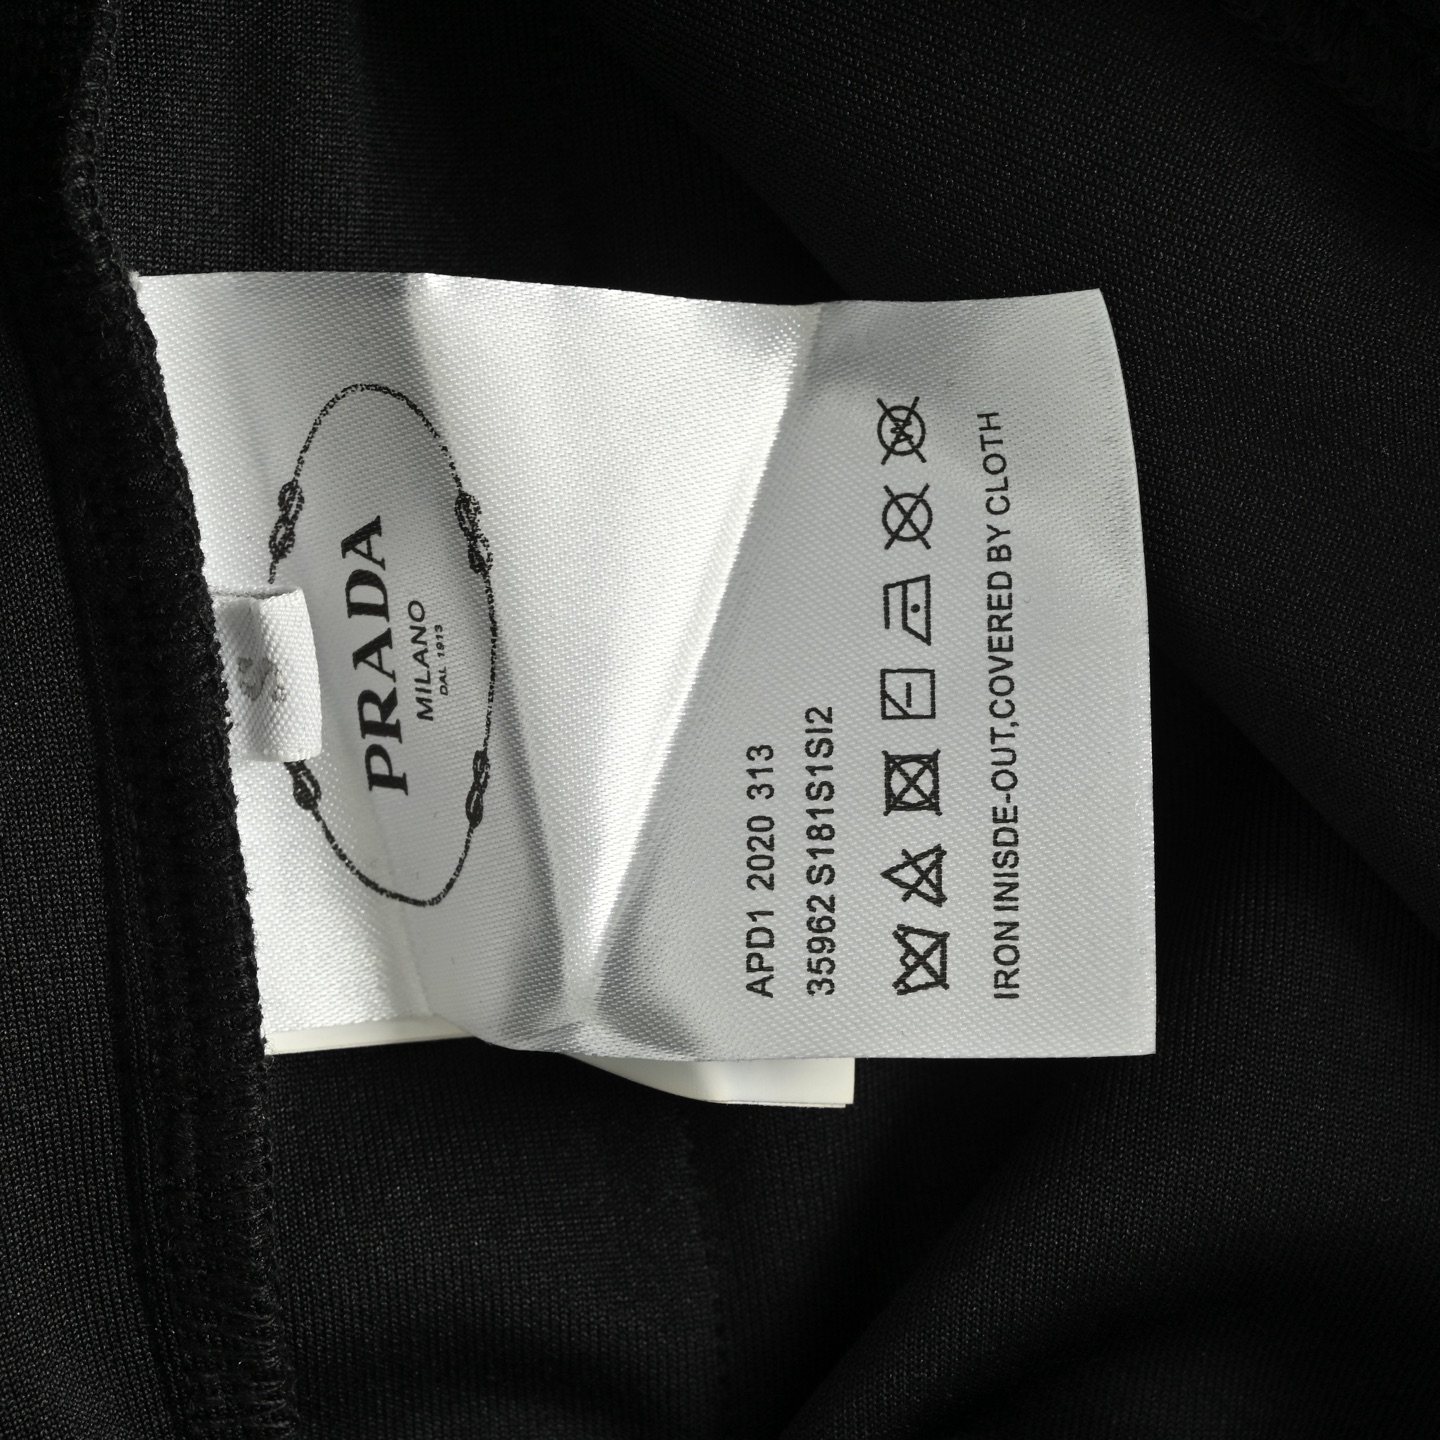 PRADA
MILANO
DAL 1913
APD1 2020 313
35962 S181S1SI2
IRON INISDE-OUT,COVERED BY CLOTH